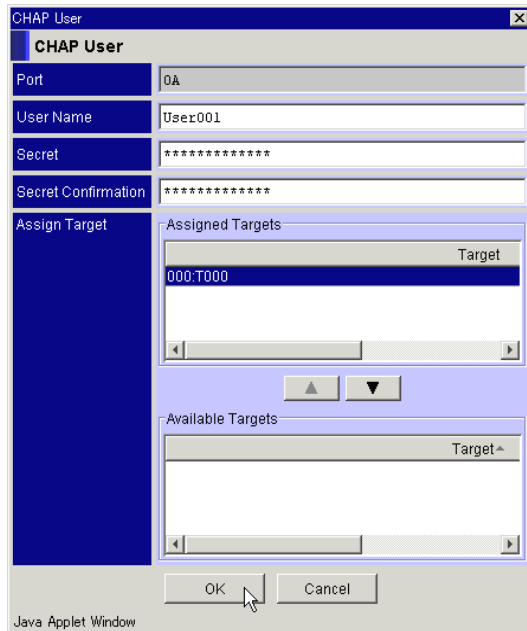 CHAP User
CHAP User
Port
0A
User Name
User001
Secret
*************
Secret Confirmation
*************
Assign Target
Assigned Targets
Target
000:T000
Available Targets
Target
OK
Cancel
Java Applet Window